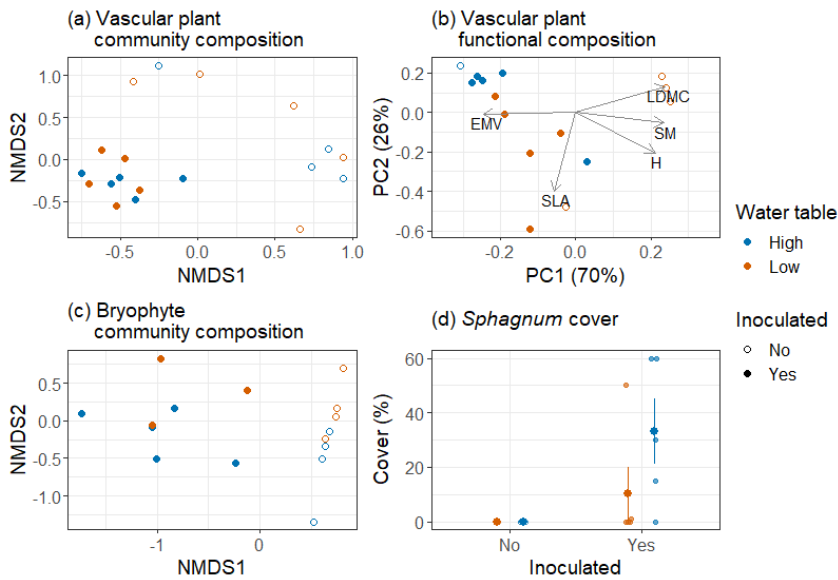 (a) Vascular plant
community composition
1.0
0.5
0.0
-0.5
NMDS2
-0.5
0.0
0.5
1.0
NMDS1
(b) Vascular plant
functional composition
0.2
0.0
-0.2
-0.4
-0.6
PC2 (26%)
LDMC
EMV
SM
H
SLA
-0.2
0.0
0.2
PC1 (70%)
(c) Bryophyte
community composition
0.5
0.0
-0.5
-1.0
NMDS2
-1
0
NMDS1
(d) Sphagnum cover
60
40
20
0
Cover (%)
No
Yes
Inoculated
Water table
High
Low
Inoculated
No
Yes